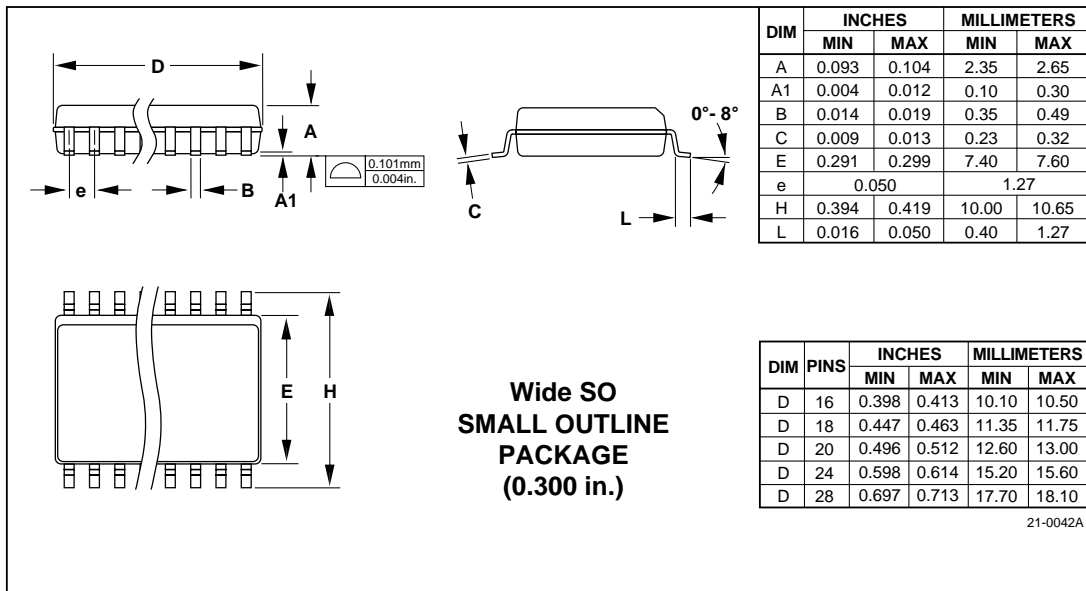 D
A
e
B
A1
0.101mm
0.004in.
0°- 8°
C
L
E
H
Wide SO
SMALL OUTLINE
PACKAGE
(0.300 in.)
DIM INCHES MILLIMETERS
MIN MAX MIN MAX
A 0.093 0.104 2.35 2.65
A1 0.004 0.012 0.10 0.30
B 0.014 0.019 0.35 0.49
C 0.009 0.013 0.23 0.32
E 0.291 0.299 7.40 7.60
e 0.050 1.27
H 0.394 0.419 10.00 10.65
L 0.016 0.050 0.40 1.27
DIM PINS INCHES MILLIMETERS
MIN MAX MIN MAX
D 16 0.398 0.413 10.10 10.50
D 18 0.447 0.463 11.35 11.75
D 20 0.496 0.512 12.60 13.00
D 24 0.598 0.614 15.20 15.60
D 28 0.697 0.713 17.70 18.10
21-0042A